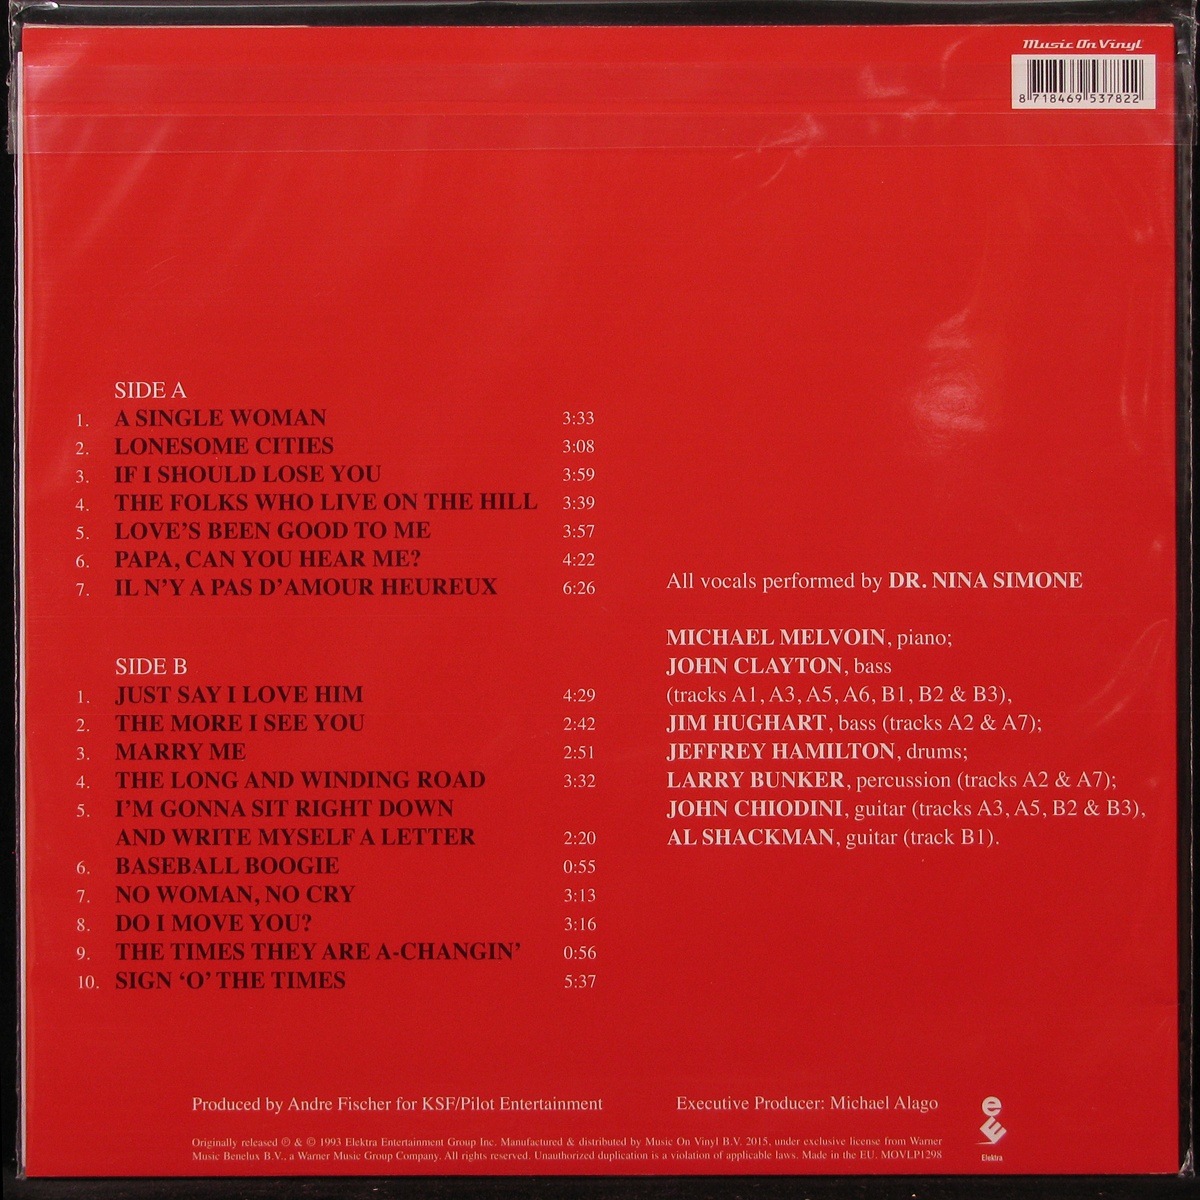 Music On Vinyl
8 718469 537822
SIDE A
1. A SINGLE WOMAN 3:33
2. LONESOME CITIES 3:08
3. IF I SHOULD LOSE YOU 3:59
4. THE FOLKS WHO LIVE ON THE HILL 3:39
5. LOVE'S BEEN GOOD TO ME 3:57
6. PAPA, CAN YOU HEAR ME? 4:22
7. IL N'Y A PAS D'AMOUR HEUREUX 6:26
SIDE B
1. JUST SAY I LOVE HIM 4:29
2. THE MORE I SEE YOU 2:42
3. MARRY ME 2:51
4. THE LONG AND WINDING ROAD 3:32
5. I'M GONNA SIT RIGHT DOWN
AND WRITE MYSELF A LETTER 2:20
6. BASEBALL BOOGIE 0:55
7. NO WOMAN, NO CRY 3:13
8. DO I MOVE YOU? 3:16
9. THE TIMES THEY ARE A-CHANGIN' 0:56
10. SIGN 'O' THE TIMES 5:37
All vocals performed by DR. NINA SIMONE
MICHAEL MELVOIN, piano;
JOHN CLAYTON, bass
(tracks A1, A3, A5, A6, B1, B2 & B3),
JIM HUGHART, bass (tracks A2 & A7);
JEFFREY HAMILTON, drums;
LARRY BUNKER, percussion (tracks A2 & A7);
JOHN CHIODINI, guitar (tracks A3, A5, B2 & B3),
AL SHACKMAN, guitar (track B1).
Produced by Andre Fischer for KSF/Pilot Entertainment
Executive Producer: Michael Alago
Originally released ℗ & © 1993 Elektra Entertainment Group Inc. Manufactured & distributed by Music On Vinyl B.V. 2015, under exclusive license from Warner
Music Benelux B.V., a Warner Music Group Company. All rights reserved. Unauthorized duplication is a violation of applicable laws. Made in the EU. MOVLP1298
Elektra